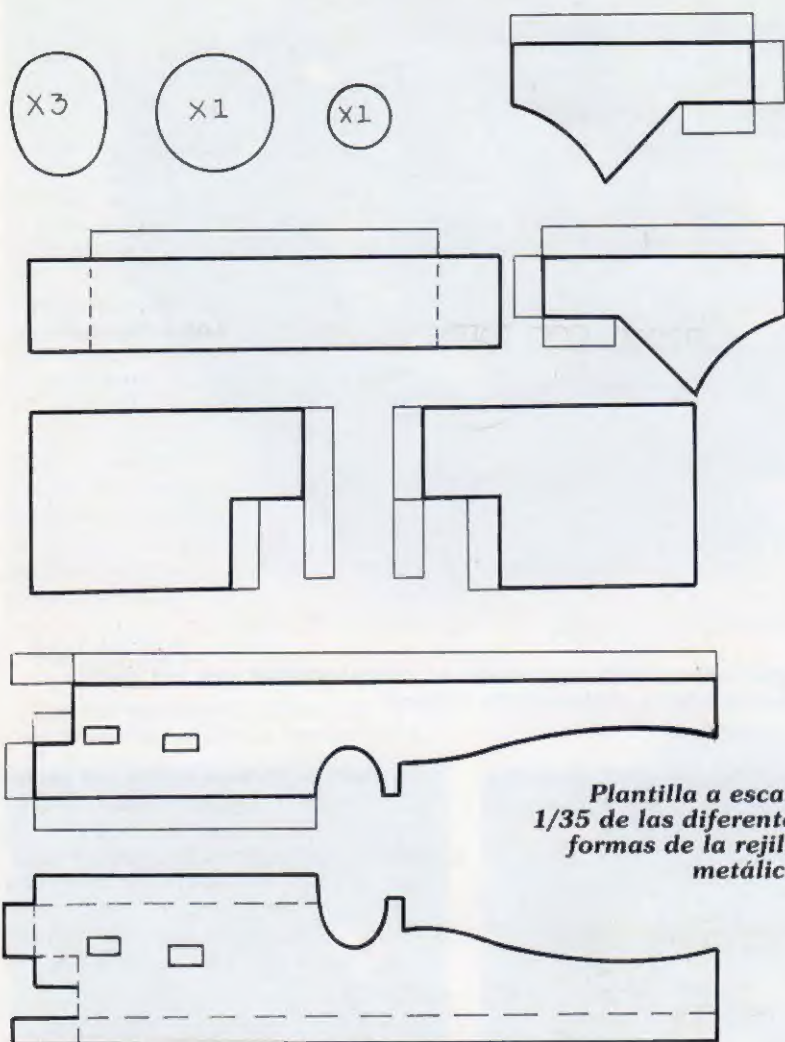 X3
X1
X1
Plantilla a esca
1/35 de las diferent
formas de la rejil
metálic